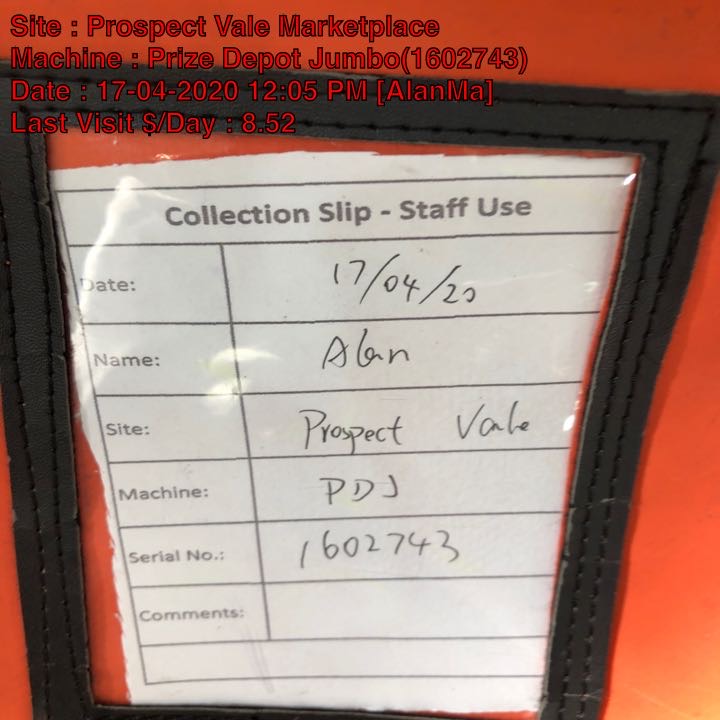 Site : Prospect Vale Marketplace
Machine : Prize Depot Jumbo(1602743)
Date : 17-04-2020 12:05 PM [AlanMa]
Last Visit $/Day : 8.52
Collection Slip - Staff Use
Date: 17/04/20
Name: Alan
Site: Prospect Vale
Machine: PDJ
Serial No.: 1602743
Comments: